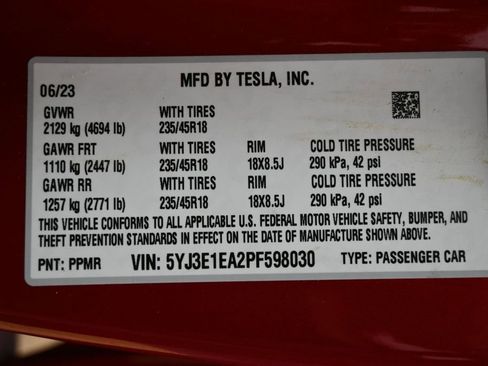 MFD BY TESLA, INC.
06/23
GVWR WITH TIRES
2129 kg (4694 lb) 235/45R18
GAWR FRT WITH TIRES RIM COLD TIRE PRESSURE
1110 kg (2447 lb) 235/45R18 18X8.5J 290 kPa, 42 psi
GAWR RR WITH TIRES RIM COLD TIRE PRESSURE
1257 kg (2771 lb) 235/45R18 18X8.5J 290 kPa, 42 psi
THIS VEHICLE CONFORMS TO ALL APPLICABLE U.S. FEDERAL MOTOR VEHICLE SAFETY, BUMPER, AND
THEFT PREVENTION STANDARDS IN EFFECT ON THE DATE OF MANUFACTURE SHOWN ABOVE.
PNT: PPMR VIN: 5YJ3E1EA2PF598030 TYPE: PASSENGER CAR